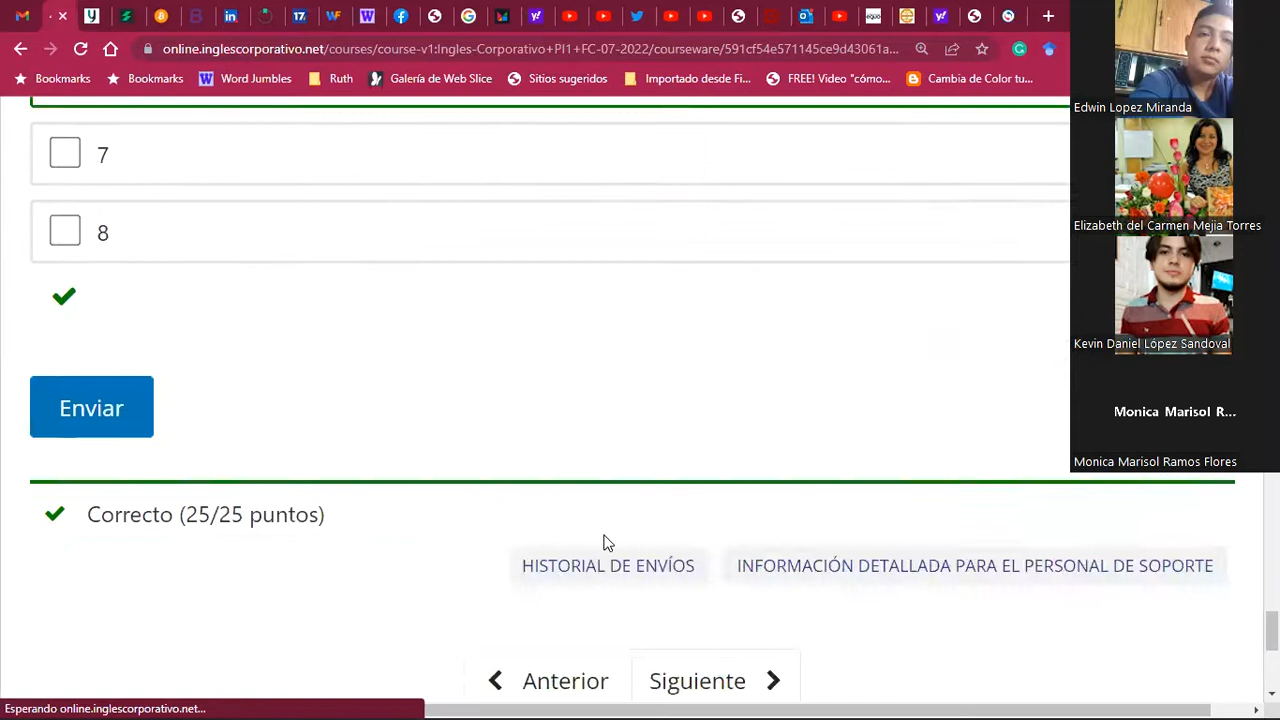 online.inglescorporativo.net/courses/course-v1:Ingles-Corporativo+PI1+FC-07-2022/courseware/591cf54e571145ce9d43061a...
Bookmarks
Bookmarks
Word Jumbles
Ruth
Galería de Web Slice
Sitios sugeridos
Importado desde Fi...
FREE! Video "cómo...
Cambia de Color tu...
Edwin Lopez Miranda
7
Elizabeth del Carmen Mejia Torres
8
Kevin Daniel López Sandoval
Enviar
Monica Marisol R...
Monica Marisol Ramos Flores
Correcto (25/25 puntos)
HISTORIAL DE ENVÍOS
INFORMACIÓN DETALLADA PARA EL PERSONAL DE SOPORTE
Anterior
Siguiente
Esperando online.inglescorporativo.net...